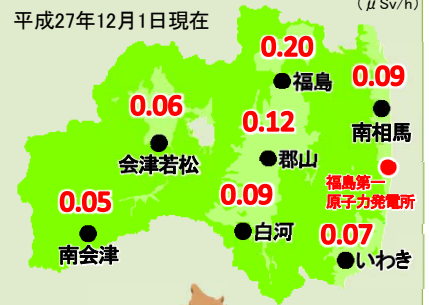 (μSv/h)
平成27年12月1日現在
0.20
福島
0.09
南相馬
0.06
会津若松
0.12
郡山
福島第一
原子力発電所
0.05
南会津
0.09
白河
0.07
いわき